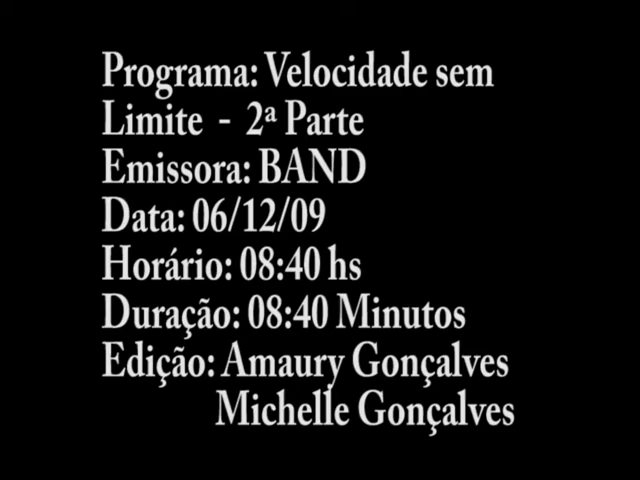 Programa: Velocidade sem
Limite - 2ª Parte
Emissora: BAND
Data: 06/12/09
Horário: 08:40 hs
Duração: 08:40 Minutos
Edição: Amaury Gonçalves
Michelle Gonçalves